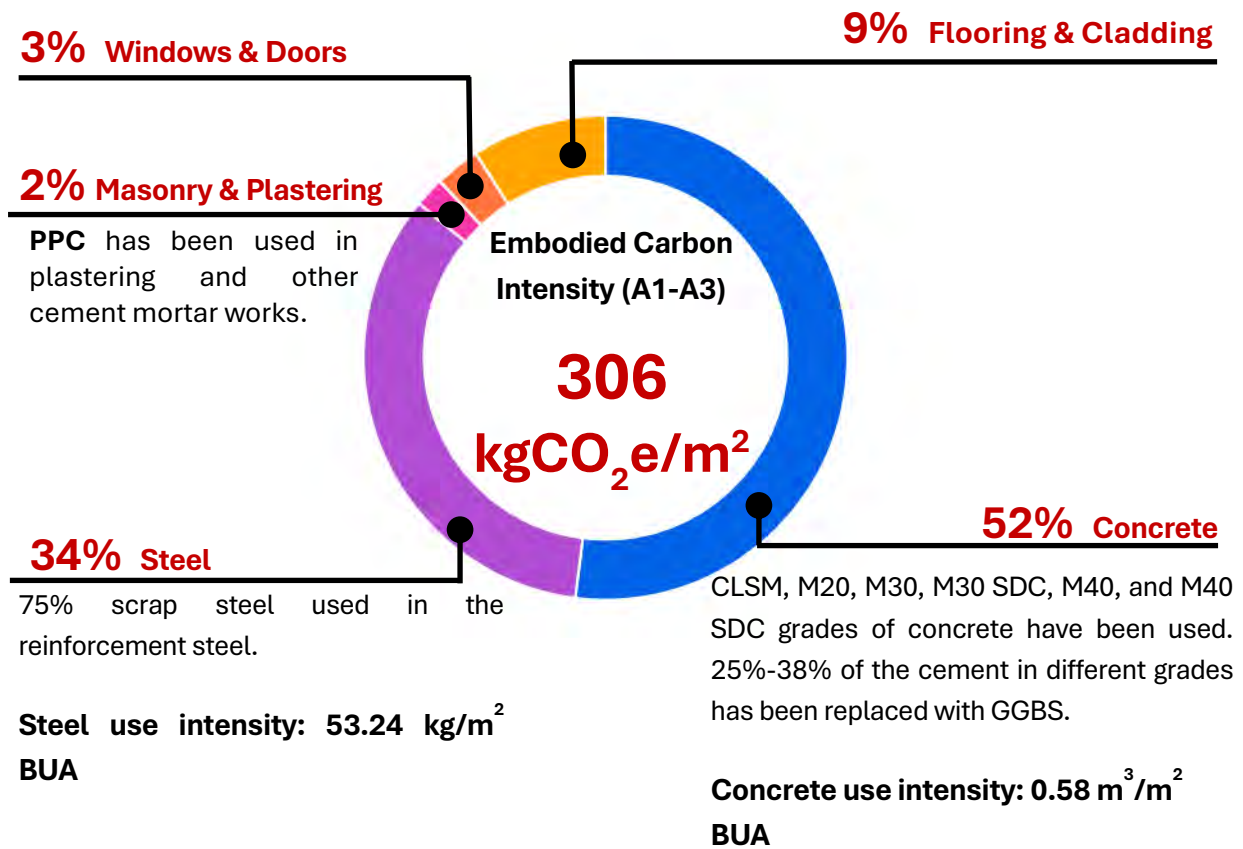 3% Windows & Doors
9% Flooring & Cladding
2% Masonry & Plastering
PPC has been used in
plastering and other
cement mortar works.
Embodied Carbon
Intensity (A1-A3)
306
kgCO₂e/m²
34% Steel
75% scrap steel used in the
reinforcement steel.
Steel use intensity: 53.24 kg/m²
BUA
52% Concrete
CLSM, M20, M30, M30 SDC, M40, and M40
SDC grades of concrete have been used.
25%-38% of the cement in different grades
has been replaced with GGBS.
Concrete use intensity: 0.58 m³/m²
BUA